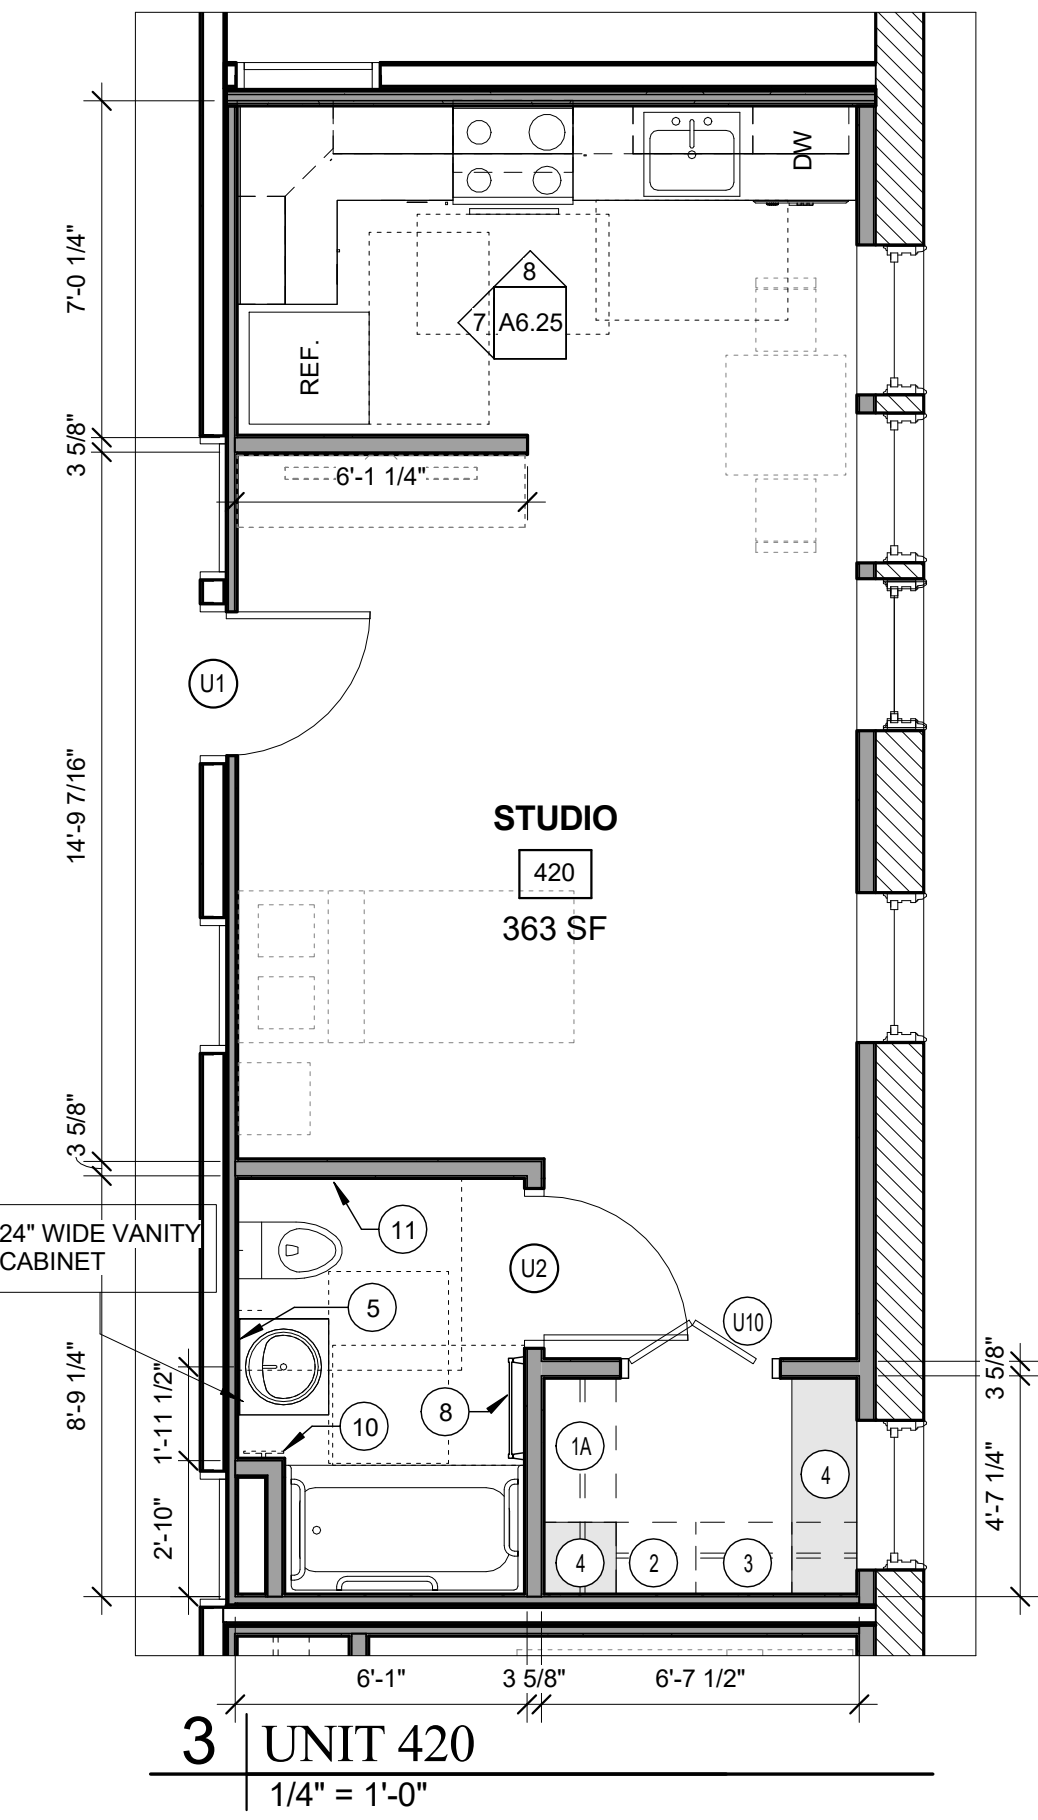 DW
7'-0 1/4"
8
7
A6.25
REF.
3 5/8"
6'-1 1/4"
U1
14'-9 7/16"
STUDIO
420
363 SF
3 5/8"
24" WIDE VANITY
CABINET
11
U2
5
U10
8'-9 1/4"
1'-11 1/2"
3 5/8"
8
10
1A
4
4'-7 1/4"
2'-10"
4
2
3
6'-1"
3 5/8"
6'-7 1/2"
3
UNIT 420
1/4" = 1'-0"